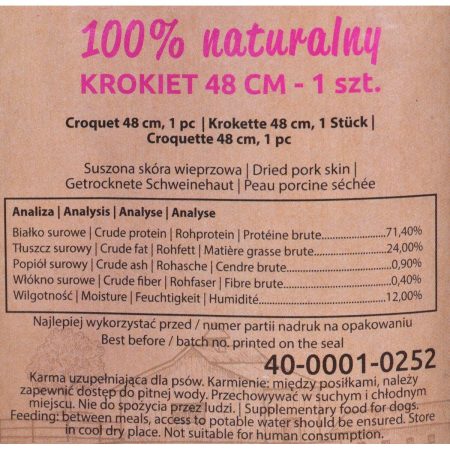 100% naturalny
KROKIET 48 CM - 1 szt.
Croquet 48 cm, 1 pc | Krokette 48 cm, 1 Stück |
Croquette 48 cm, 1 pc
Suszona skóra wieprzowa | Dried pork skin |
Getrocknete Schweinehaut | Peau porcine séchée
Analiza | Analysis | Analyse | Analyse
Białko surowe | Crude protein | Rohprotein | Protéine brute....................71,40%
Tłuszcz surowy | Crude fat | Rohfett | Matière grasse brute.................24,00%
Popiół surowy | Crude ash | Rohasche | Cendre brute.......................0,90%
Włókno surowe | Crude fiber | Rohfaser | Fibre brute.......................0,40%
Wilgotność | Moisture | Feuchtigkeit | Humidité............................12,00%
Najlepiej wykorzystać przed / numer partii nadruk na opakowaniu
Best before / batch no. printed on the seal
40-0001-0252
Karma uzupełniająca dla psów. Karmienie: między posiłkami, należy
zapewnić dostęp do pitnej wody. Przechowywać w suchym i chłodnym
miejscu. Nie do spożycia przez ludzi. | Supplementary food for dogs.
Feeding: between meals, access to potable water should be ensured. Store
in cool dry place. Not suitable for human consumption.